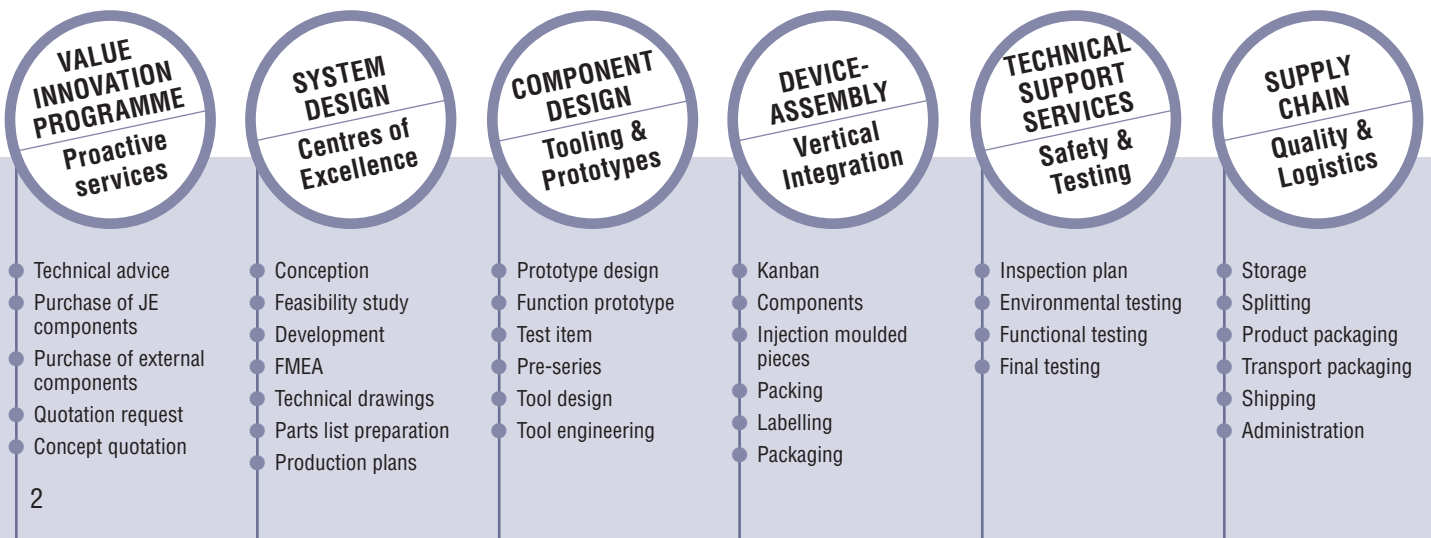 VALUE
INNOVATION
PROGRAMME
Proactive
services
Technical advice
Purchase of JE
components
Purchase of external
components
Quotation request
Concept quotation
SYSTEM
DESIGN
Centres of
Excellence
Conception
Feasibility study
Development
FMEA
Technical drawings
Parts list preparation
Production plans
COMPONENT
DESIGN
Tooling &
Prototypes
Prototype design
Function prototype
Test item
Pre-series
Tool design
Tool engineering
DEVICE-
ASSEMBLY
Vertical
Integration
Kanban
Components
Injection moulded
pieces
Packing
Labelling
Packaging
TECHNICAL
SUPPORT
SERVICES
Safety &
Testing
Inspection plan
Environmental testing
Functional testing
Final testing
SUPPLY
CHAIN
Quality &
Logistics
Storage
Splitting
Product packaging
Transport packaging
Shipping
Administration
2